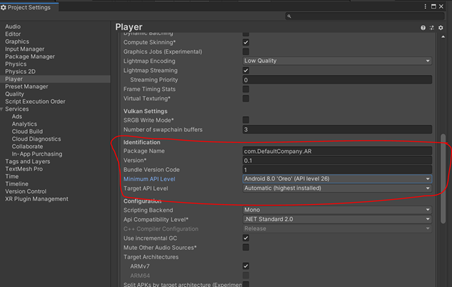 Project Settings
Audio
Editor
Graphics
Input Manager
Package Manager
Physics
Physics 2D
Player
Preset Manager
Quality
Script Execution Order
Services
Ads
Analytics
Cloud Build
Cloud Diagnostics
Collaborate
In-App Purchasing
Tags and Layers
TextMesh Pro
Time
Timeline
Version Control
XR Plugin Management
Player
Dynamic Batching
Compute Skinning*
Graphics Jobs (Experimental)
Lightmap Encoding Low Quality
Lightmap Streaming
Streaming Priority 0
Frame Timing Stats
Virtual Texturing*
Vulkan Settings
SRGB Write Mode*
Number of swapchain buffers 3
Identification
Package Name com.DefaultCompany.AR
Version* 0.1
Bundle Version Code 1
Minimum API Level Android 8.0 'Oreo' (API level 26)
Target API Level Automatic (highest installed)
Configuration
Scripting Backend Mono
Api Compatibility Level* .NET Standard 2.0
C++ Compiler Configuration Release
Use incremental GC
Mute Other Audio Sources*
Target Architectures
ARMv7
ARM64
Split APKs by target architecture (Experimen